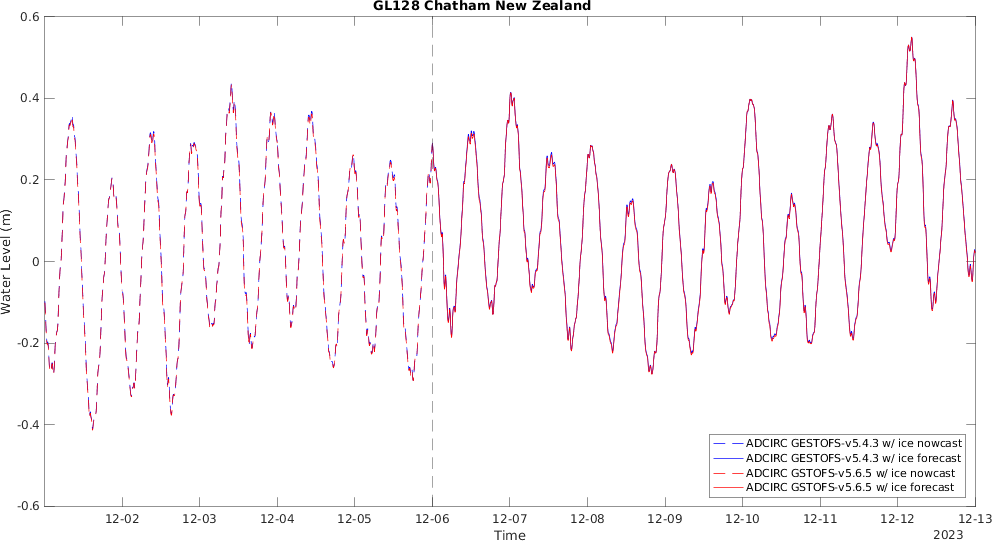 GL128 Chatham New Zealand
0.6
0.4
0.2
0
-0.2
-0.4
-0.6
Water Level (m)
ADCIRC GESTOFS-v5.4.3 w/ ice nowcast
ADCIRC GESTOFS-v5.4.3 w/ ice forecast
ADCIRC GSTOFS-v5.6.5 w/ ice nowcast
ADCIRC GSTOFS-v5.6.5 w/ ice forecast
12-02 12-03 12-04 12-05 12-06 12-07 12-08 12-09 12-10 12-11 12-12 12-13
Time
2023